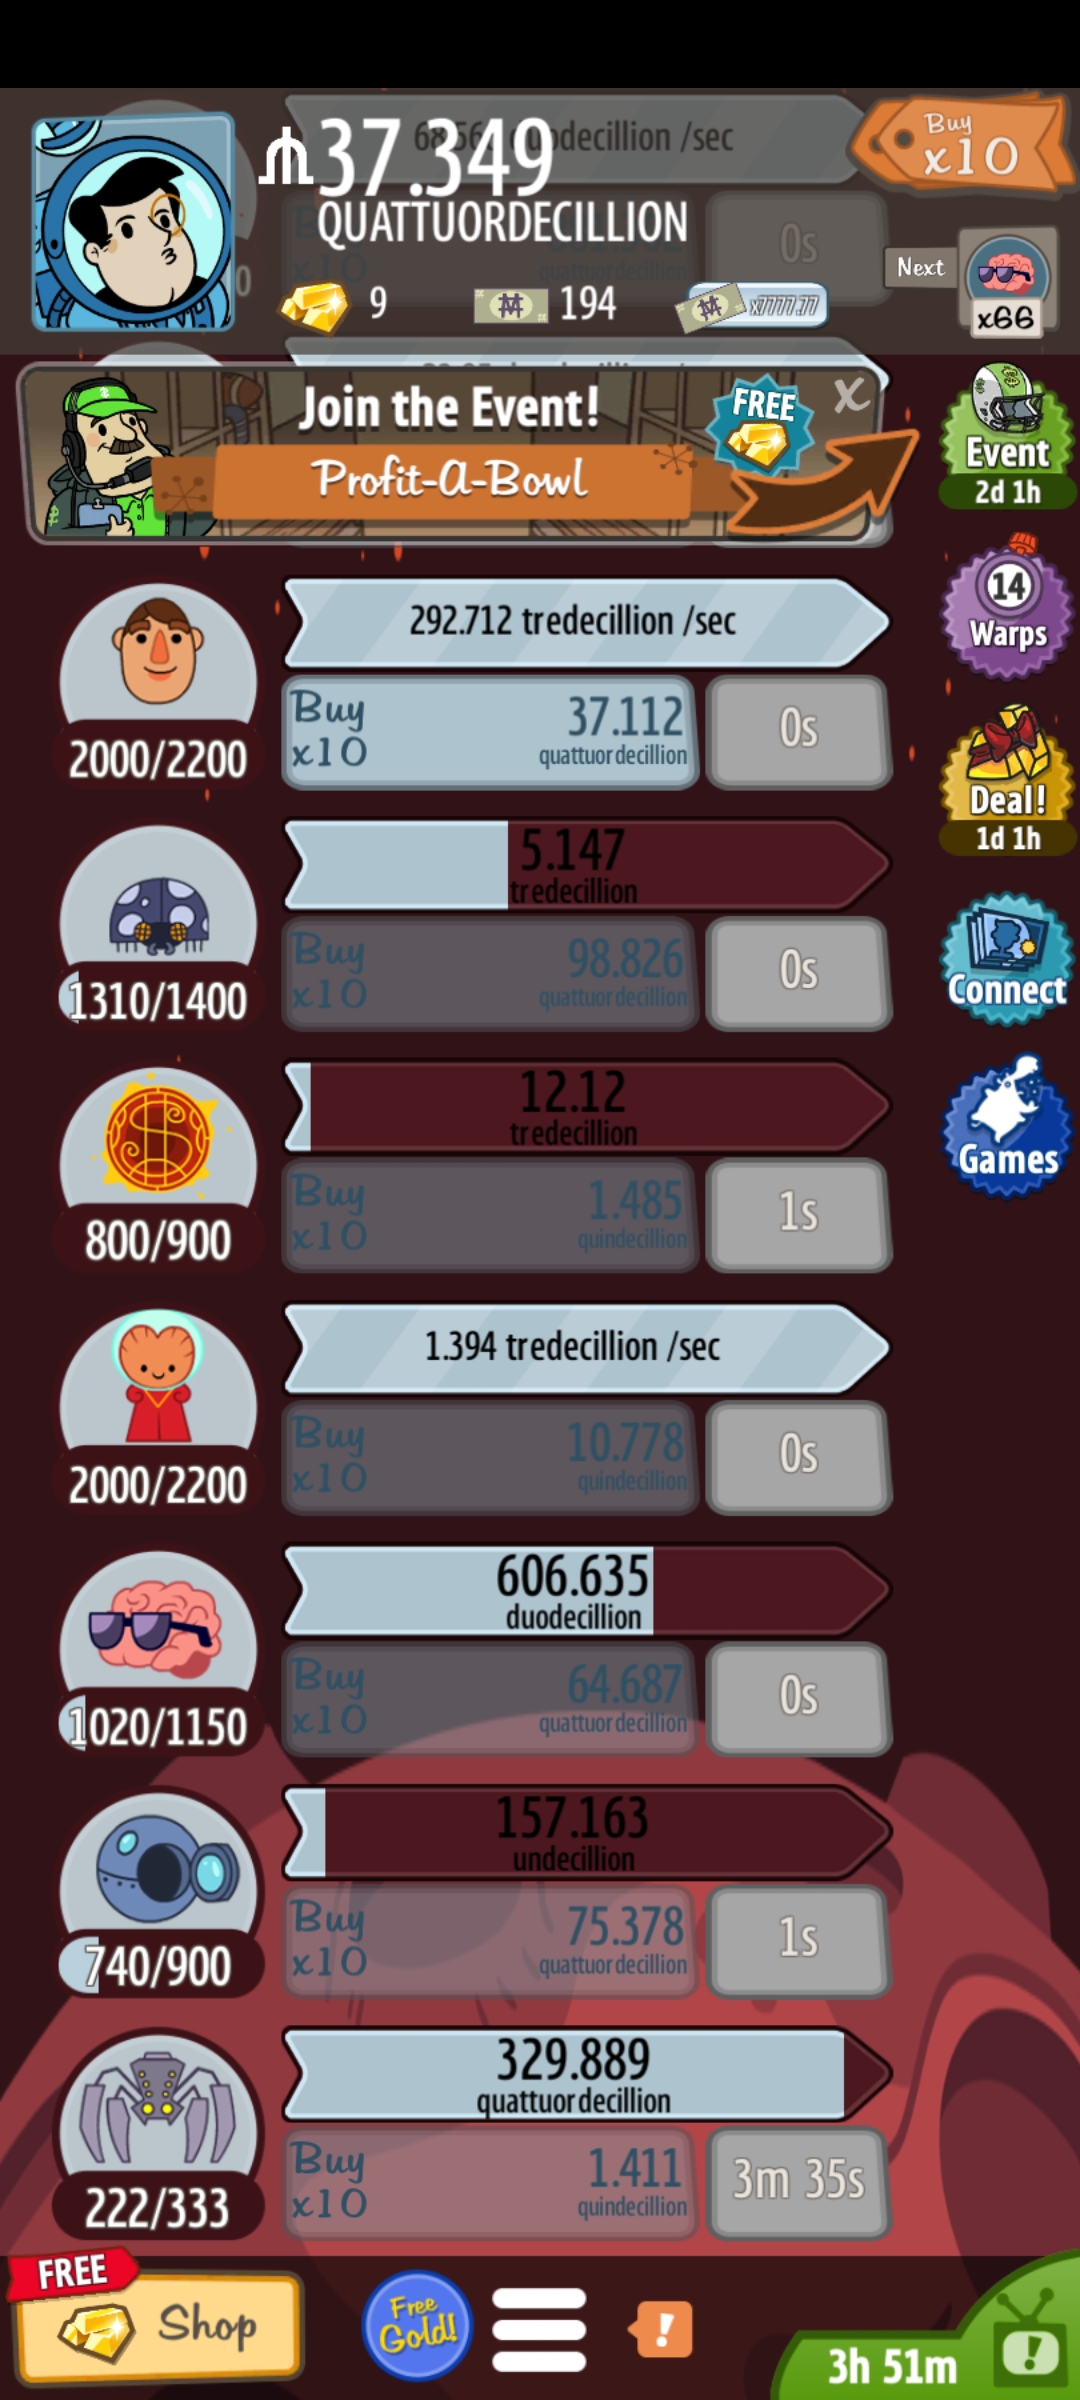 37.349
QUATTUORDECILLION
duodecillion /sec
Buy
x10
0s
9
194
x7777.77
Next
x66
Join the Event!
Profit-A-Bowl
FREE
X
Event
2d 1h
292.712 tredecillion /sec
Buy
x10
37.112
quattuordecillion
0s
2000/2200
14
Warps
5.147
tredecillion
Buy
x10
98.826
quattuordecillion
0s
1310/1400
Deal!
1d 1h
Connect
12.12
tredecillion
Buy
x10
1.485
quindecillion
1s
800/900
Games
1.394 tredecillion /sec
Buy
x10
10.778
quindecillion
0s
2000/2200
606.635
duodecillion
Buy
x10
64.687
quattuordecillion
0s
1020/1150
157.163
undecillion
Buy
x10
75.378
quattuordecillion
1s
740/900
329.889
quattuordecillion
Buy
x10
1.411
quindecillion
3m 35s
222/333
FREE
Shop
Free
Gold!
!
3h 51m
!